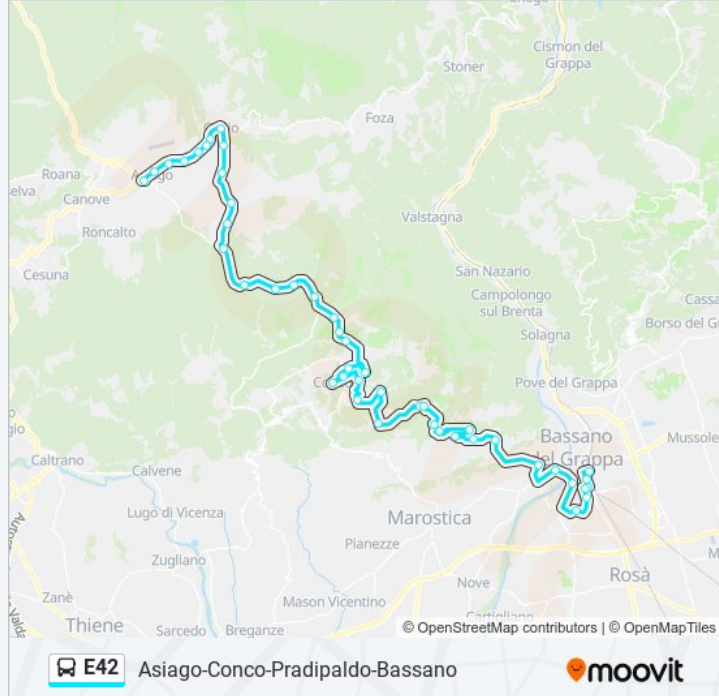 Cismon del
Grappa
Stoner
Foza
Roana
Canove
Roncalto
Valstagna
Cesuna
San Nazario
Campolongo
sul Brenta
Solagna
Borso del G
Pove del Grappa
Bassano
del Grappa
Mussole
Caltrano
Calvene
Lugo di Vicenza
Marostica
Pianezze
Zugliano
Rosà
Nove
Zanè
Mason Vicentino
Thiene
Sarcedo
Breganze
© OpenStreetMap contributors | © OpenMapTiles
E42 Asiago-Conco-Pradipaldo-Bassano
moovit